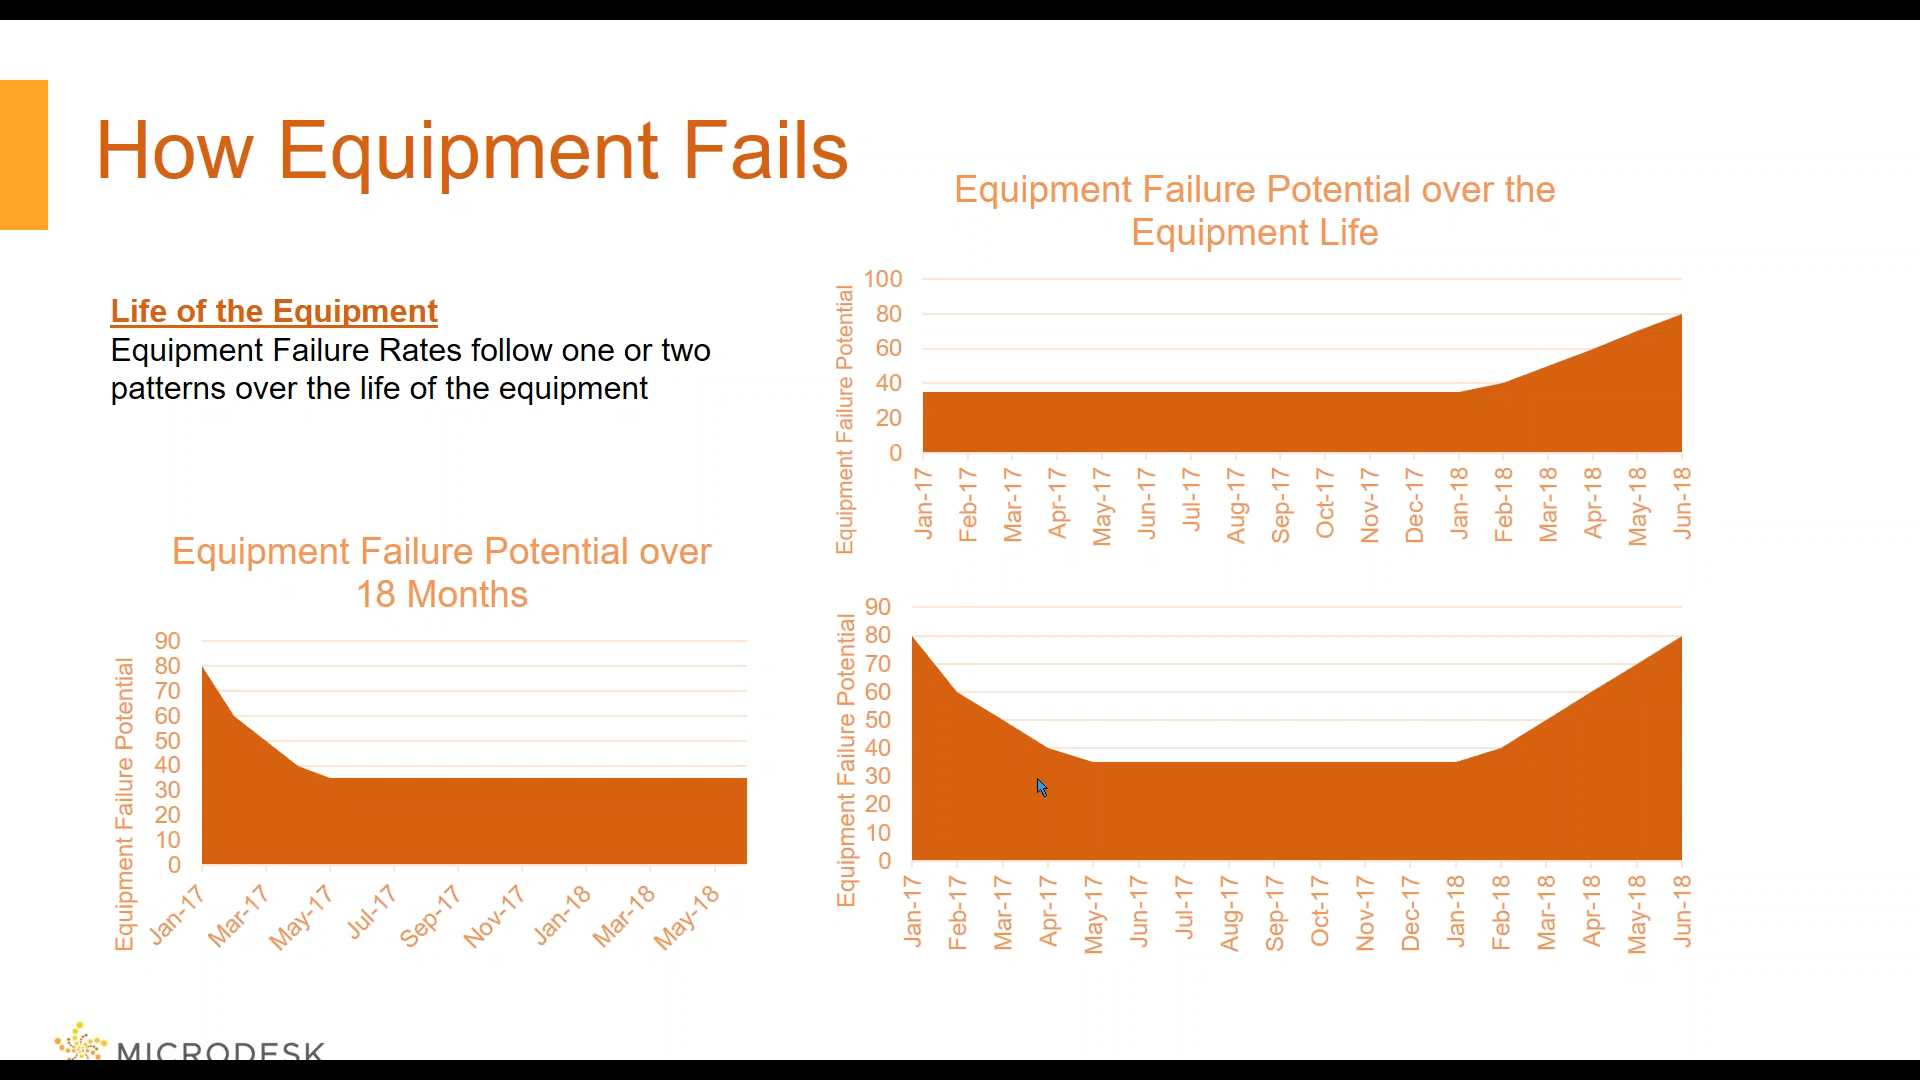 How Equipment Fails
Life of the Equipment
Equipment Failure Rates follow one or two
patterns over the life of the equipment
Equipment Failure Potential over
18 Months
Equipment Failure Potential
90
80
70
60
50
40
30
20
10
0
Jan-17
Mar-17
May-17
Jul-17
Sep-17
Nov-17
Jan-18
Mar-18
May-18
Equipment Failure Potential over the
Equipment Life
Equipment Failure Potential
100
80
60
40
20
0
Jan-17
Feb-17
Mar-17
Apr-17
May-17
Jun-17
Jul-17
Aug-17
Sep-17
Oct-17
Nov-17
Dec-17
Jan-18
Feb-18
Mar-18
Apr-18
May-18
Jun-18
Equipment Failure Potential
90
80
70
60
50
40
30
20
10
0
Jan-17
Feb-17
Mar-17
Apr-17
May-17
Jun-17
Jul-17
Aug-17
Sep-17
Oct-17
Nov-17
Dec-17
Jan-18
Feb-18
Mar-18
Apr-18
May-18
Jun-18
MICRODESK